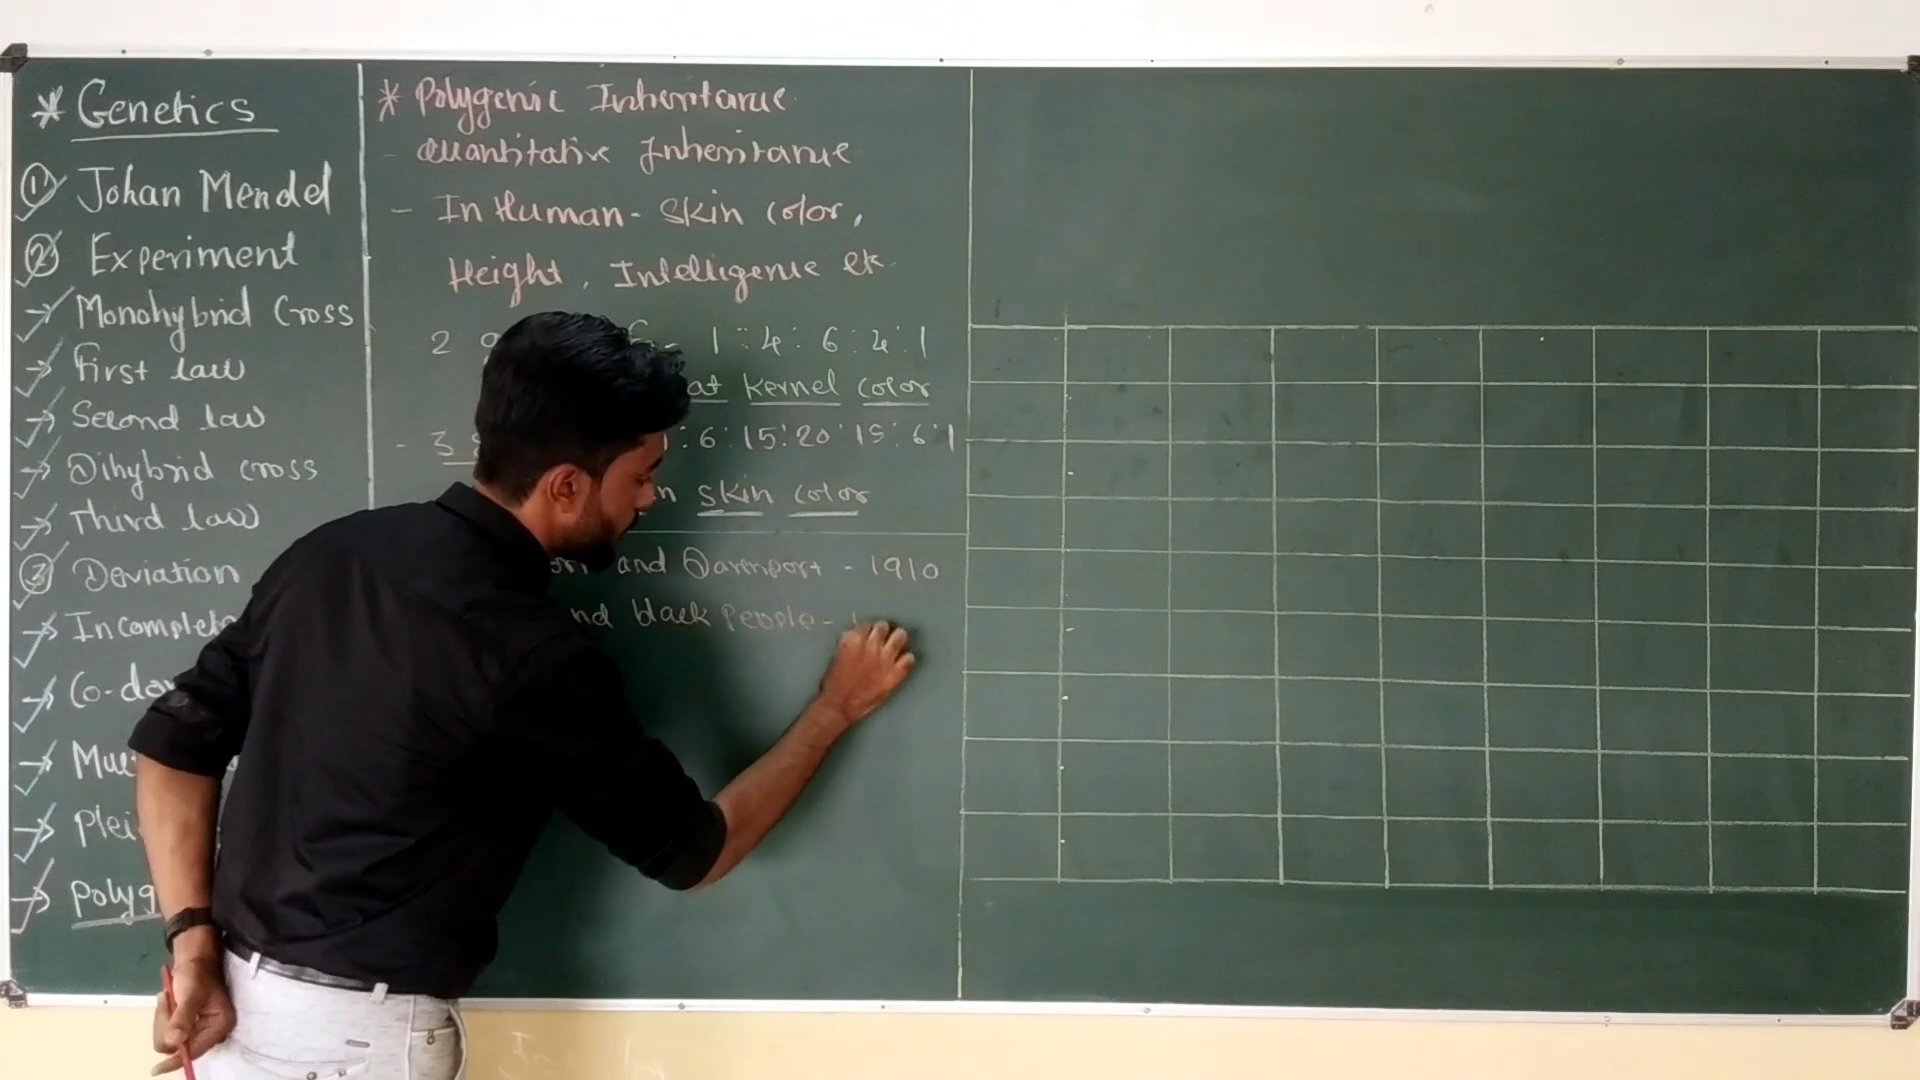 * Genetics
① Johan Mendel
② Experiment
→ Monohybrid Cross
→ First law
→ Second law
→ Dihybrid cross
→ Third law
③ Deviation
→ Incomplete
→ Co-do
→ Mul
→ Plei
→ Polyg
* Polygenic Inheritance
- Quantitative Inheritance
- In Human - Skin Color,
Height, Intelligence etc
2 1:4:6:4:1
at Kernel color
- 3 1:6:15:20:15:6:1
n skin color
on and Davenport - 1910
nd black people -